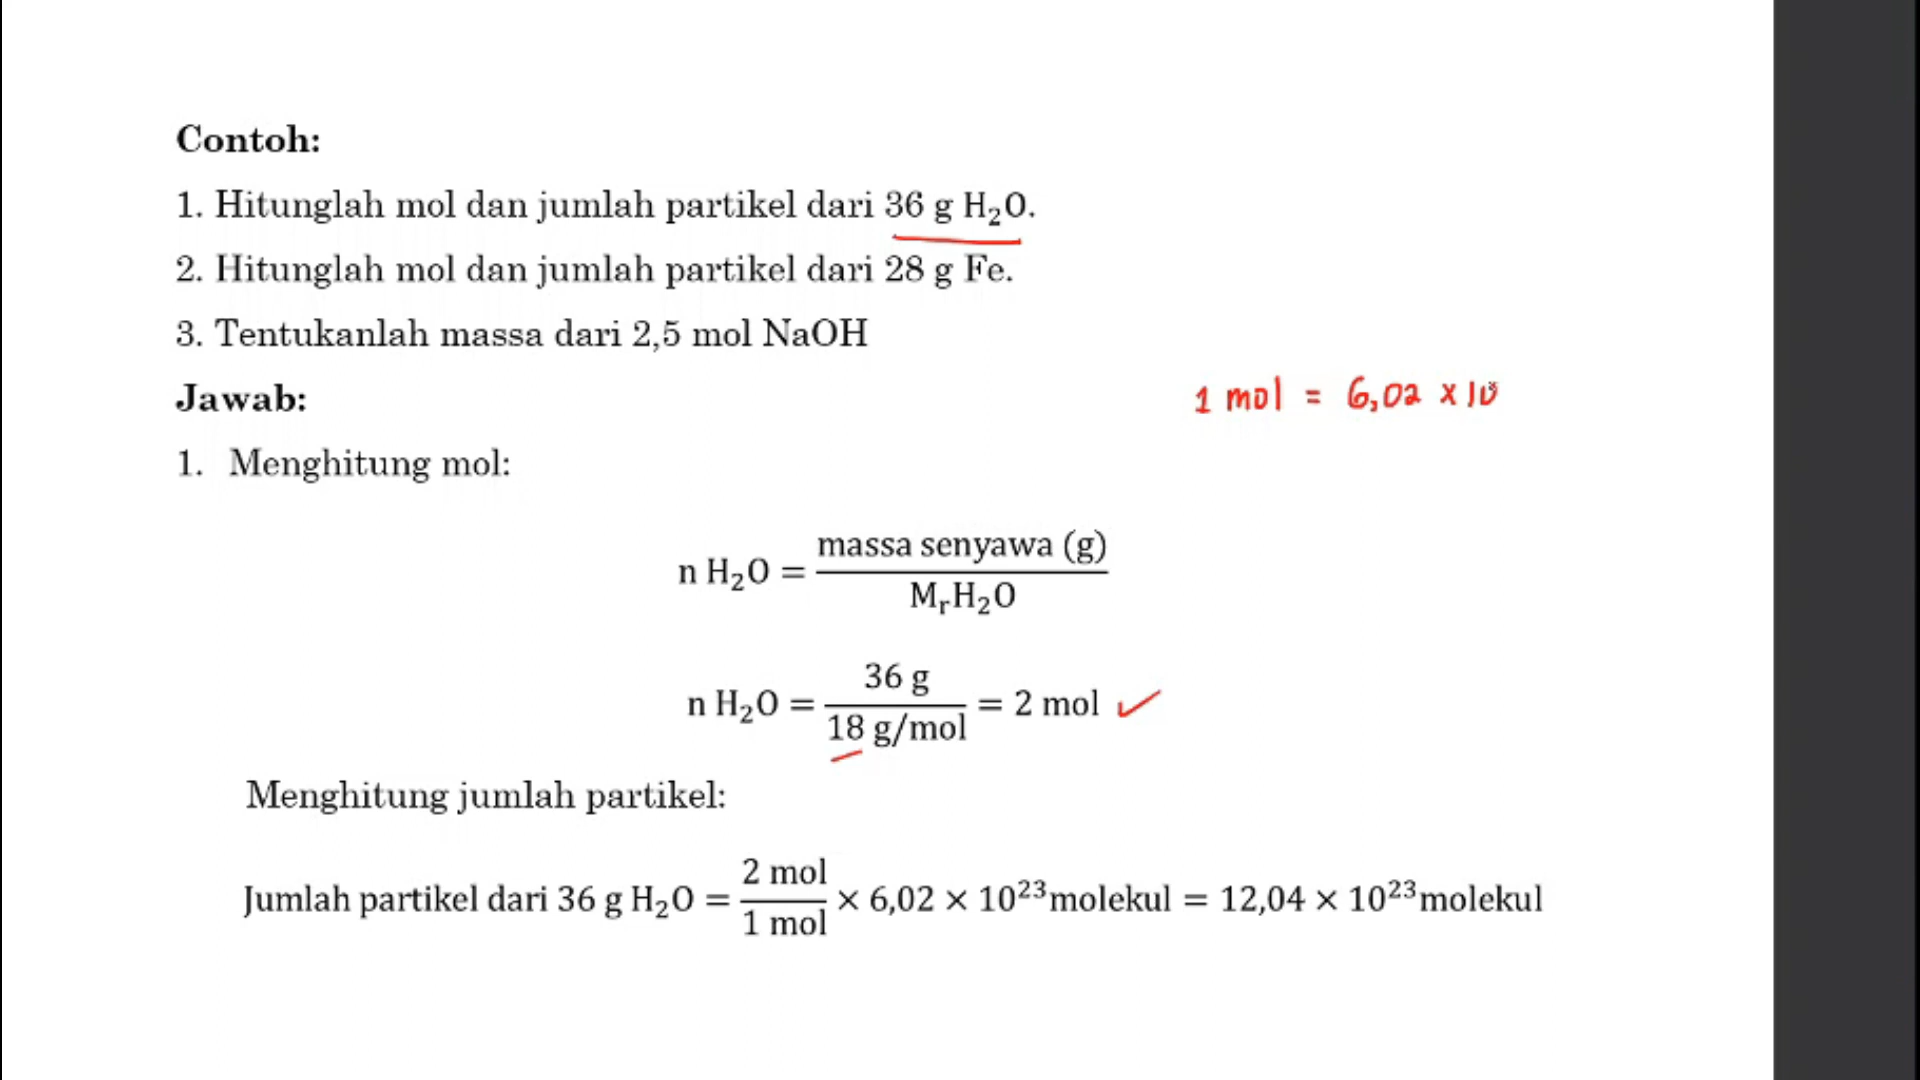 Contoh:
1. Hitunglah mol dan jumlah partikel dari 36 g H₂O.
2. Hitunglah mol dan jumlah partikel dari 28 g Fe.
3. Tentukanlah massa dari 2,5 mol NaOH
Jawab:
1 mol = 6,02 x 10
1. Menghitung mol:
n H₂O = massa senyawa (g) / MᵣH₂O
n H₂O = 36 g / 18 g/mol = 2 mol ✓
Menghitung jumlah partikel:
Jumlah partikel dari 36 g H₂O = 2 mol / 1 mol × 6,02 × 10²³molekul = 12,04 × 10²³molekul